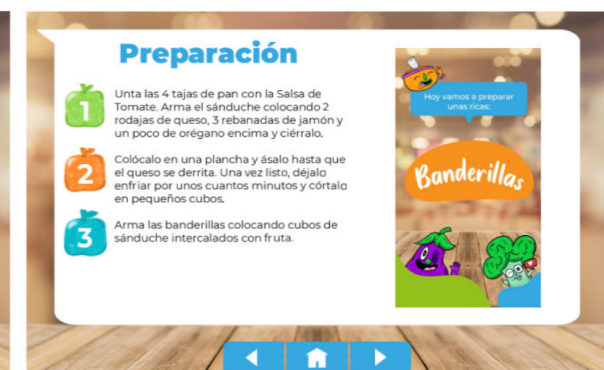 Preparación
1
Unta las 4 tajas de pan con la Salsa de
Tomate. Arma el sánduche colocando 2
rodajas de queso, 3 rebanadas de jamón y
un poco de orégano encima y ciérralo.
2
Colócalo en una plancha y ásalo hasta que
el queso se derrita. Una vez listo, déjalo
enfriar por unos cuantos minutos y córtalo
en pequeños cubos.
3
Arma las banderillas colocando cubos de
sánduche intercalados con fruta.
Hoy vamos a preparar
unas ricas:
Banderillas